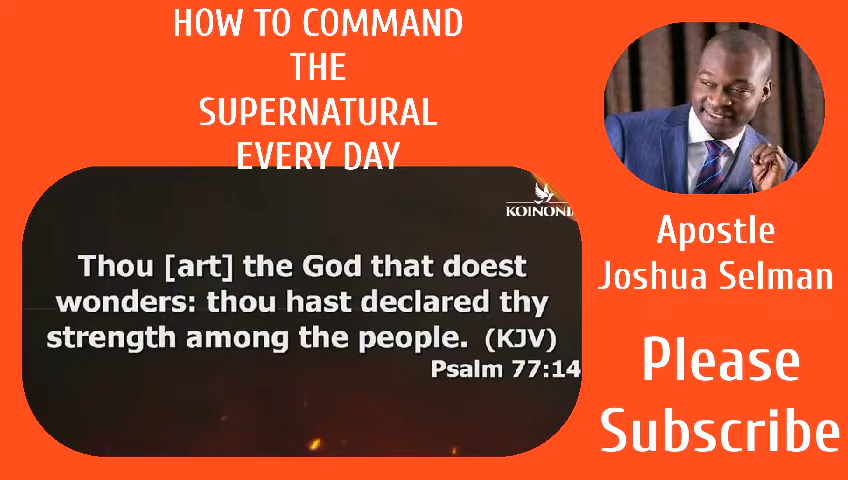 HOW TO COMMAND
THE
SUPERNATURAL
EVERY DAY
KOINONI
Thou [art] the God that doest
wonders: thou hast declared thy
strength among the people. (KJV)
Psalm 77:14
Apostle
Joshua Selman
Please
Subscribe